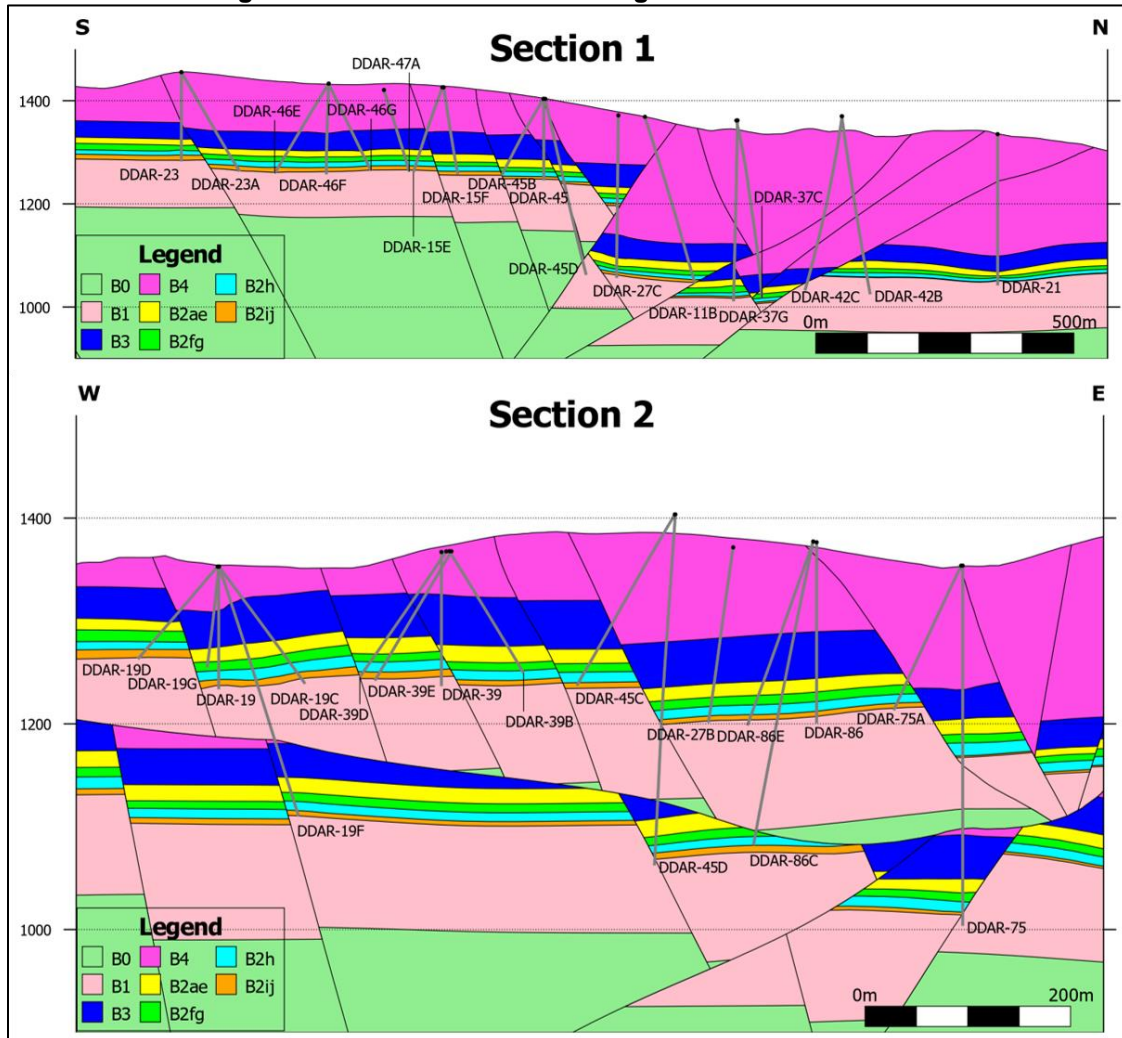 S
Section 1
N
DDAR-47A
1400
DDAR-46E
DDAR-46G
DDAR-23
DDAR-23A
DDAR-46F
DDAR-15F
DDAR-45B
DDAR-45
DDAR-37C
1200
DDAR-15E
DDAR-45D
DDAR-27C
DDAR-42C
DDAR-42B
DDAR-21
DDAR-11B
DDAR-37G
1000
Legend
B0 B4 B2h
B1 B2ae B2ij
B3 B2fg
0m 500m
W
Section 2
E
1400
DDAR-19D
DDAR-19G
DDAR-19
DDAR-19C
DDAR-39D
DDAR-39E
DDAR-39
DDAR-39B
DDAR-45C
DDAR-27B
DDAR-86E
DDAR-86
DDAR-75A
1200
DDAR-19F
DDAR-45D
DDAR-86C
DDAR-75
1000
Legend
B0 B4 B2h
B1 B2ae B2ij
B3 B2fg
0m 200m